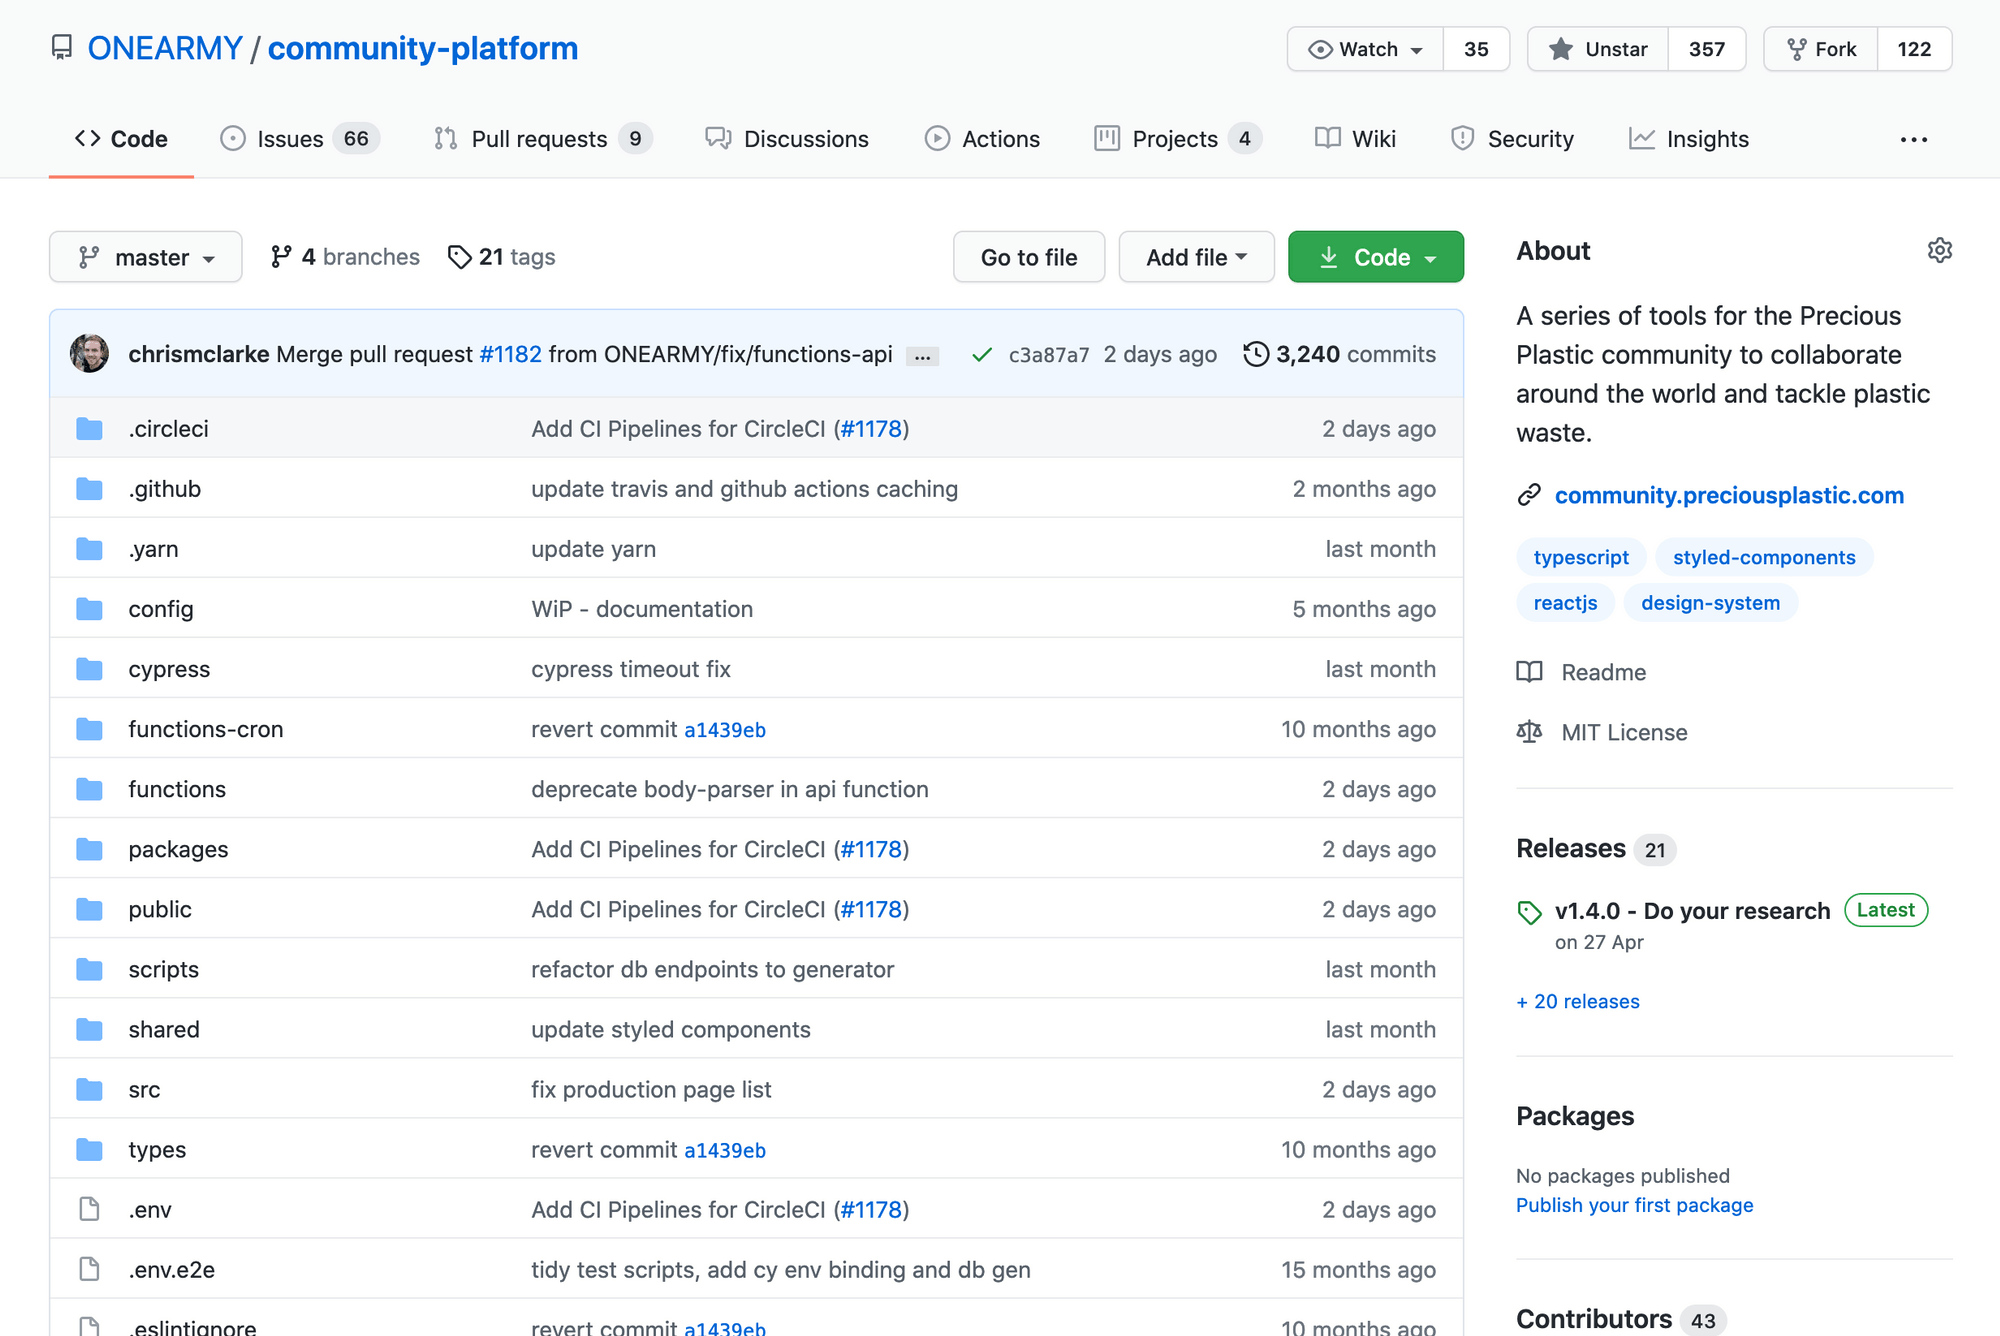 ONEARMY / community-platform
Watch 35 Unstar 357 Fork 122
Code Issues 66 Pull requests 9 Discussions Actions Projects 4 Wiki Security Insights ...
master 4 branches 21 tags Go to file Add file Code
chrismclarke Merge pull request #1182 from ONEARMY/fix/functions-api ... c3a87a7 2 days ago 3,240 commits
.circleci Add CI Pipelines for CircleCI (#1178) 2 days ago
.github update travis and github actions caching 2 months ago
.yarn update yarn last month
config WiP - documentation 5 months ago
cypress cypress timeout fix last month
functions-cron revert commit a1439eb 10 months ago
functions deprecate body-parser in api function 2 days ago
packages Add CI Pipelines for CircleCI (#1178) 2 days ago
public Add CI Pipelines for CircleCI (#1178) 2 days ago
scripts refactor db endpoints to generator last month
shared update styled components last month
src fix production page list 2 days ago
types revert commit a1439eb 10 months ago
.env Add CI Pipelines for CircleCI (#1178) 2 days ago
.env.e2e tidy test scripts, add cy env binding and db gen 15 months ago
.eslintignore revert commit a1439eb 10 months ago
About
A series of tools for the Precious
Plastic community to collaborate
around the world and tackle plastic
waste.
community.preciousplastic.com
typescript styled-components
reactjs design-system
Readme
MIT License
Releases 21
v1.4.0 - Do your research Latest
on 27 Apr
+ 20 releases
Packages
No packages published
Publish your first package
Contributors 43